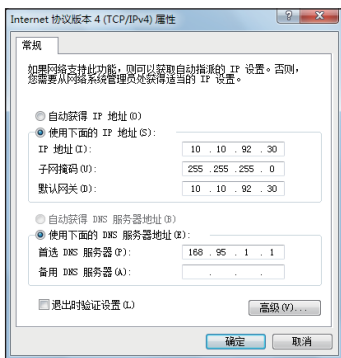 Internet 协议版本 4 (TCP/IPv4) 属性
常规
如果网络支持此功能，则可以获取自动指派的 IP 设置。否则，
您需要从网络系统管理员处获得适当的 IP 设置。
自动获得 IP 地址(O)
使用下面的 IP 地址(S):
IP 地址(I): 10 . 10 . 92 . 30
子网掩码(U): 255 . 255 . 255 . 0
默认网关(D): 10 . 10 . 92 . 30
自动获得 DNS 服务器地址(B)
使用下面的 DNS 服务器地址(E):
首选 DNS 服务器(P): 168 . 95 . 1 . 1
备用 DNS 服务器(A): . . .
退出时验证设置(L)
高级(V)...
确定 取消